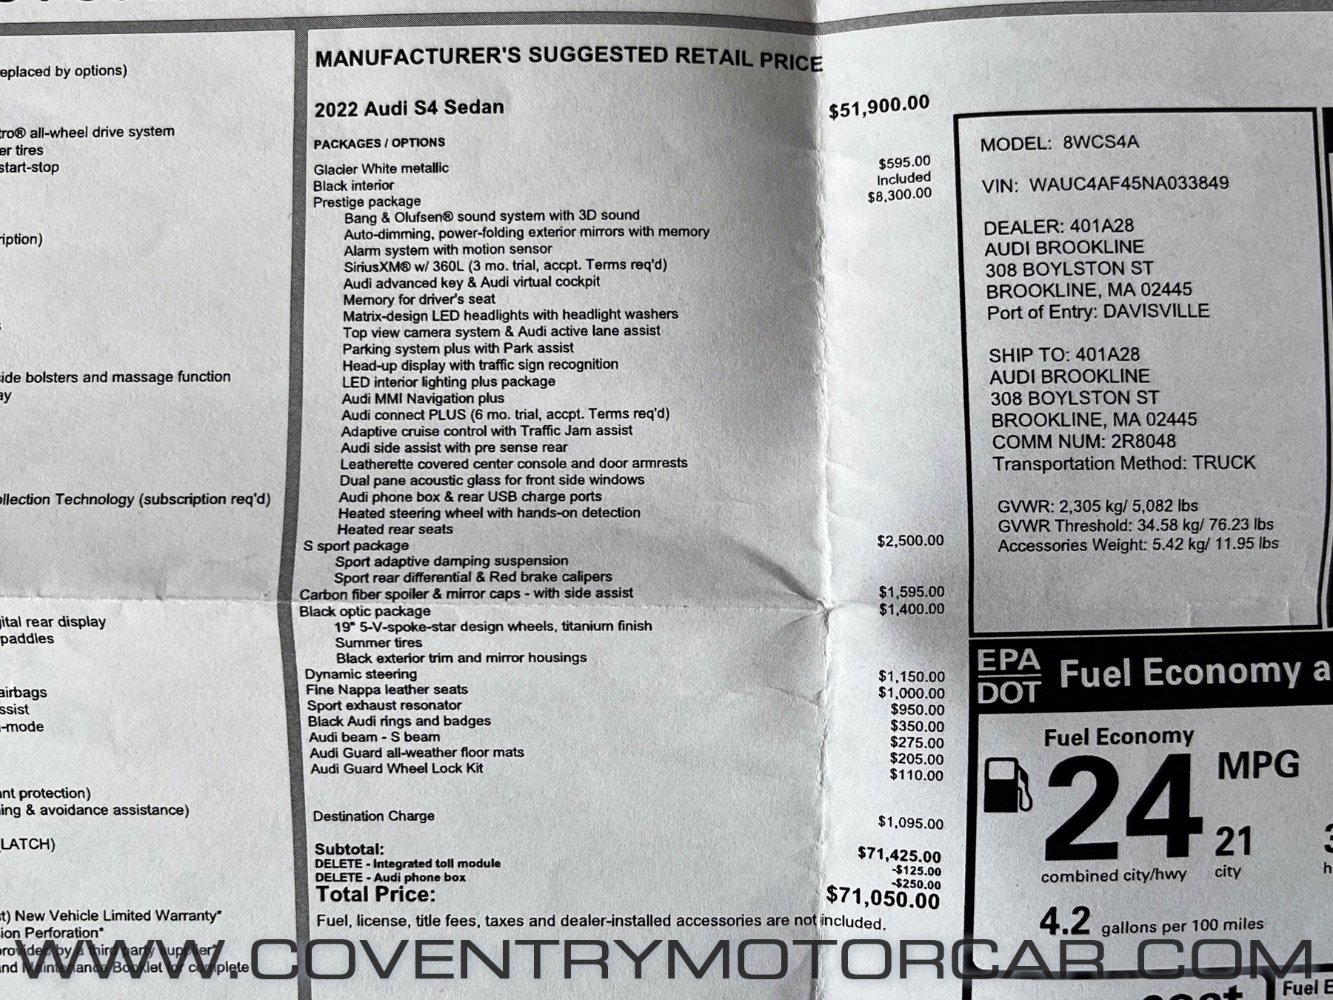 eplaced by options)
tro® all-wheel drive system
er tires
start-stop
ription)
side bolsters and massage function
ay
ollection Technology (subscription req'd)
gital rear display
paddles
airbags
ssist
-mode
nt protection)
ing & avoidance assistance)
(LATCH)
t) New Vehicle Limited Warranty*
ion Perforation*
provided by a third party supplier*
nd Maintenance Booklet for complete
MANUFACTURER'S SUGGESTED RETAIL PRICE
2022 Audi S4 Sedan $51,900.00
PACKAGES / OPTIONS
Glacier White metallic $595.00
Black interior Included
Prestige package $8,300.00
Bang & Olufsen® sound system with 3D sound
Auto-dimming, power-folding exterior mirrors with memory
Alarm system with motion sensor
SiriusXM® w/ 360L (3 mo. trial, accpt. Terms req'd)
Audi advanced key & Audi virtual cockpit
Memory for driver's seat
Matrix-design LED headlights with headlight washers
Top view camera system & Audi active lane assist
Parking system plus with Park assist
Head-up display with traffic sign recognition
LED interior lighting plus package
Audi MMI Navigation plus
Audi connect PLUS (6 mo. trial, accpt. Terms req'd)
Adaptive cruise control with Traffic Jam assist
Audi side assist with pre sense rear
Leatherette covered center console and door armrests
Dual pane acoustic glass for front side windows
Audi phone box & rear USB charge ports
Heated steering wheel with hands-on detection
Heated rear seats
S sport package $2,500.00
Sport adaptive damping suspension
Sport rear differential & Red brake calipers
Carbon fiber spoiler & mirror caps - with side assist $1,595.00
Black optic package $1,400.00
19" 5-V-spoke-star design wheels, titanium finish
Summer tires
Black exterior trim and mirror housings
Dynamic steering $1,150.00
Fine Nappa leather seats $1,000.00
Sport exhaust resonator $950.00
Black Audi rings and badges $350.00
Audi beam - S beam $275.00
Audi Guard all-weather floor mats $205.00
Audi Guard Wheel Lock Kit $110.00
Destination Charge $1,095.00
Subtotal: $71,425.00
DELETE - Integrated toll module -$125.00
DELETE - Audi phone box -$250.00
Total Price: $71,050.00
Fuel, license, title fees, taxes and dealer-installed accessories are not included.
MODEL: 8WCS4A
VIN: WAUC4AF45NA033849
DEALER: 401A28
AUDI BROOKLINE
308 BOYLSTON ST
BROOKLINE, MA 02445
Port of Entry: DAVISVILLE
SHIP TO: 401A28
AUDI BROOKLINE
308 BOYLSTON ST
BROOKLINE, MA 02445
COMM NUM: 2R8048
Transportation Method: TRUCK
GVWR: 2,305 kg/ 5,082 lbs
GVWR Threshold: 34.58 kg/ 76.23 lbs
Accessories Weight: 5.42 kg/ 11.95 lbs
EPA
DOT
Fuel Economy a
Fuel Economy
24 MPG
21
combined city/hwy city
4.2 gallons per 100 miles
Fuel E
WWW.COVENTRYMOTORCAR.COM